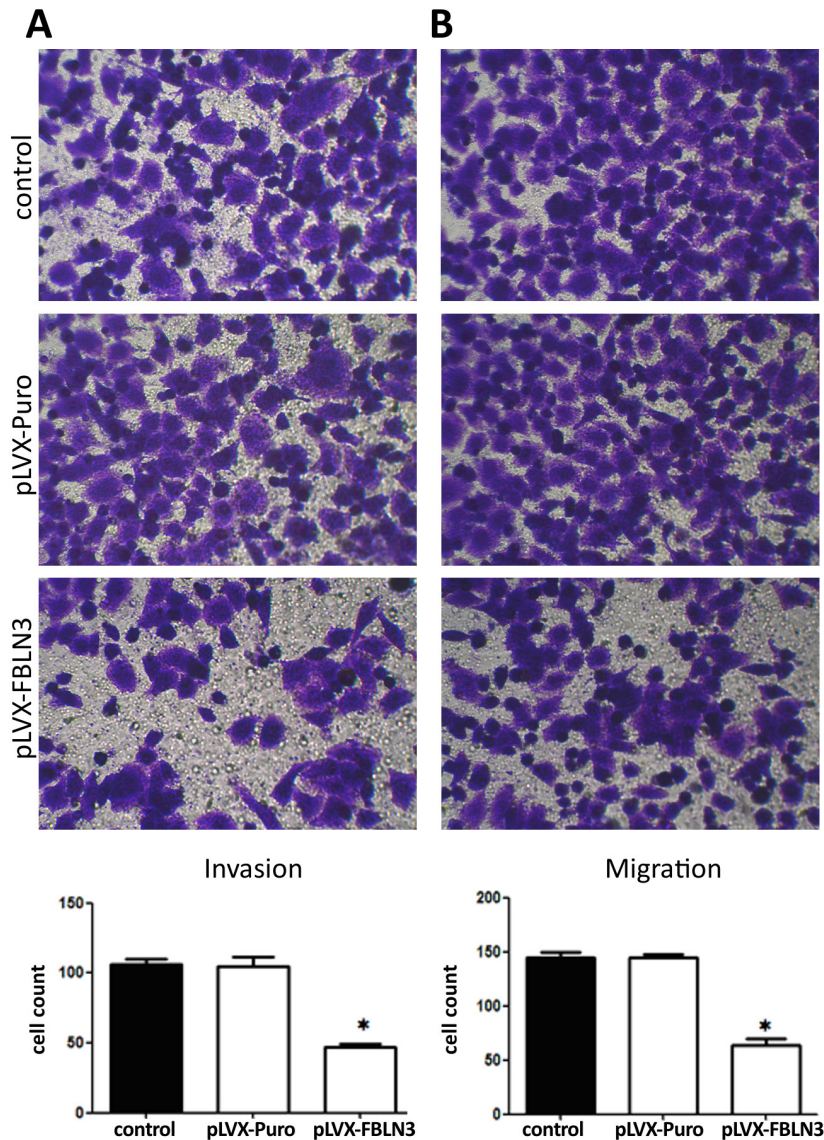 A
B
control
pLVX-Puro
pLVX-FBLN3
Invasion
150
100
50
0
cell count
*
control pLVX-Puro pLVX-FBLN3
Migration
200
150
100
50
0
cell count
*
control pLVX-Puro pLVX-FBLN3